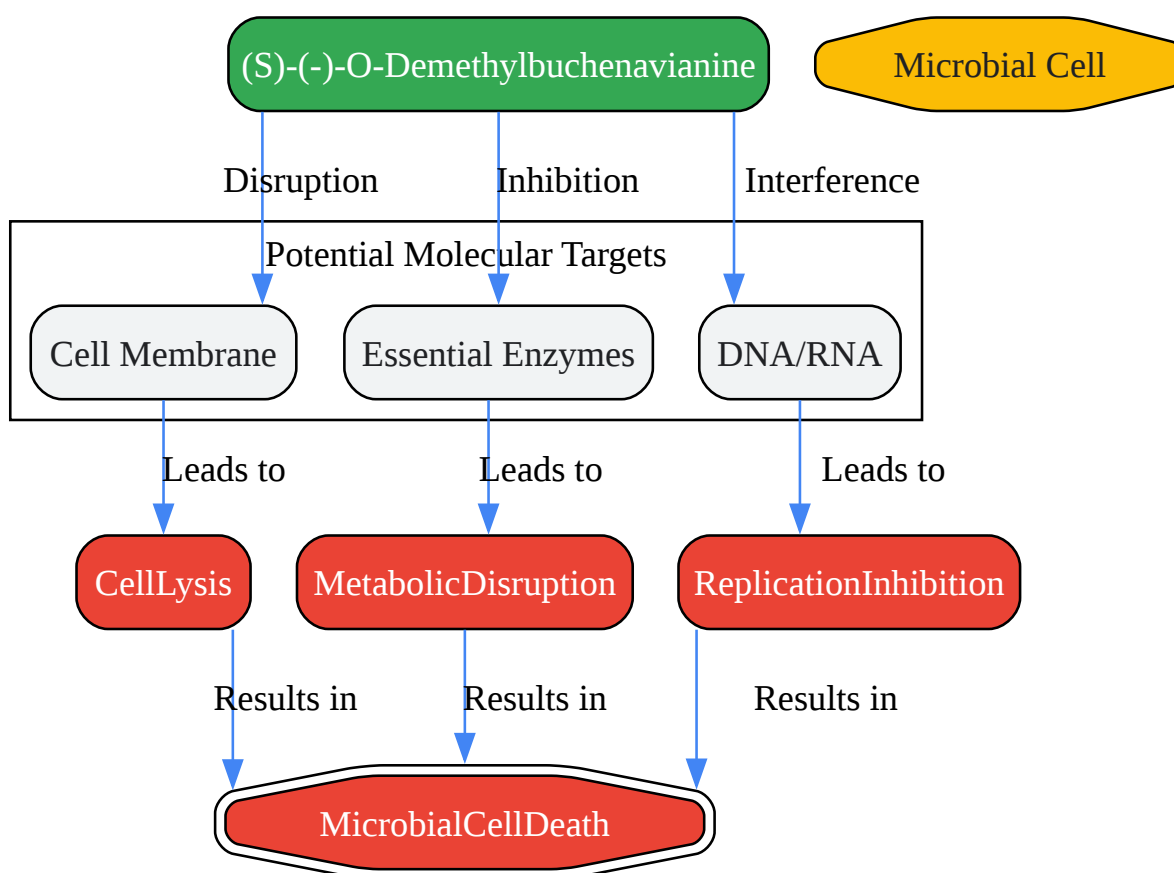 (S)-(-)-O-Demethylbuchenavianine
Microbial Cell
Disruption
Inhibition
Interference
Potential Molecular Targets
Cell Membrane
Essential Enzymes
DNA/RNA
Leads to
Leads to
Leads to
CellLysis
MetabolicDisruption
ReplicationInhibition
Results in
Results in
Results in
MicrobialCellDeath